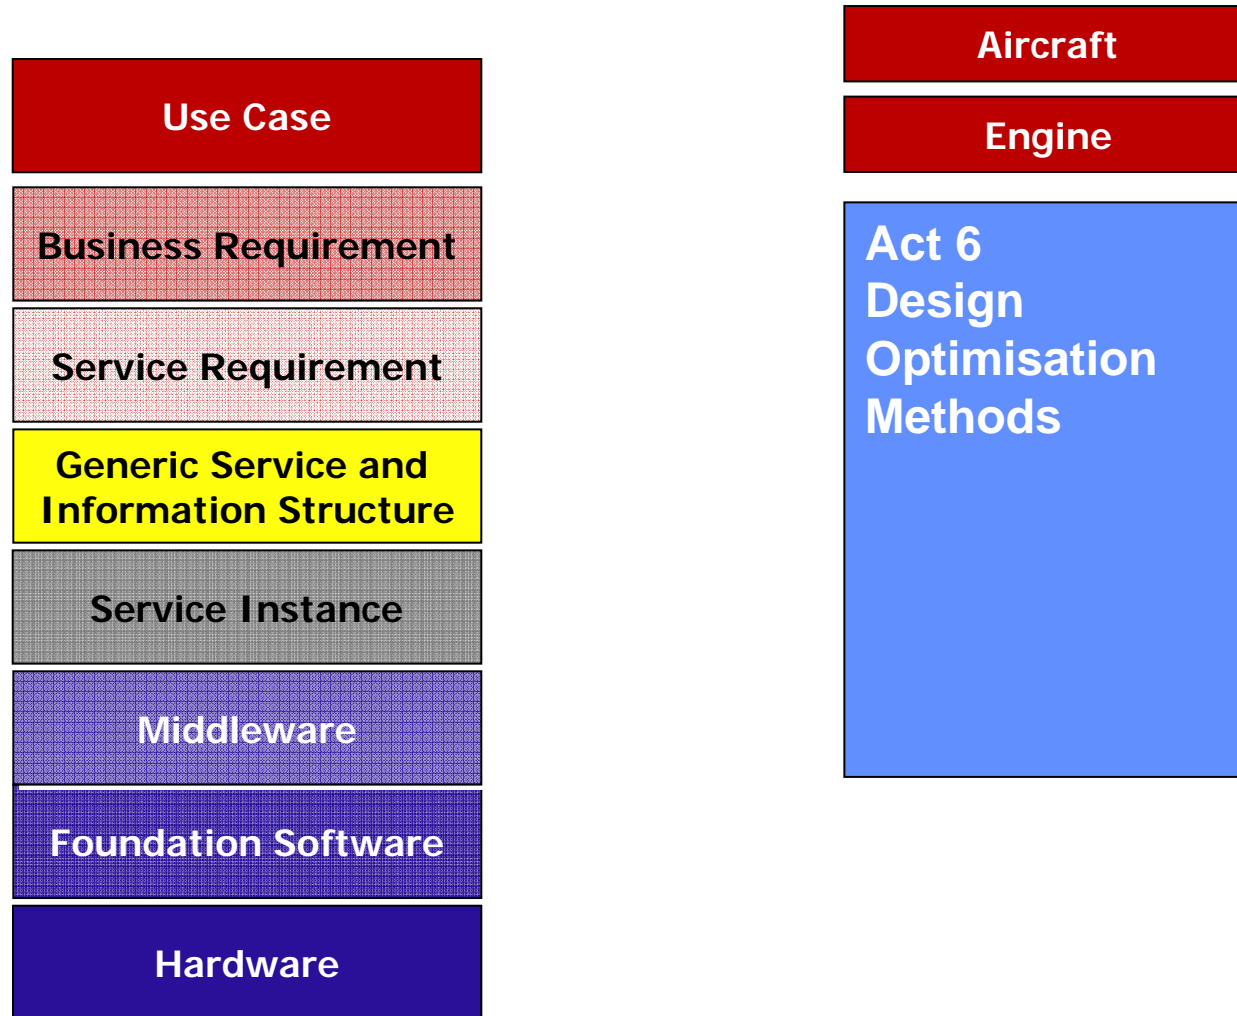 Use Case
Business Requirement
Service Requirement
Generic Service and
Information Structure
Service Instance
Middleware
Foundation Software
Hardware
Aircraft
Engine
Act 6
Design
Optimisation
Methods